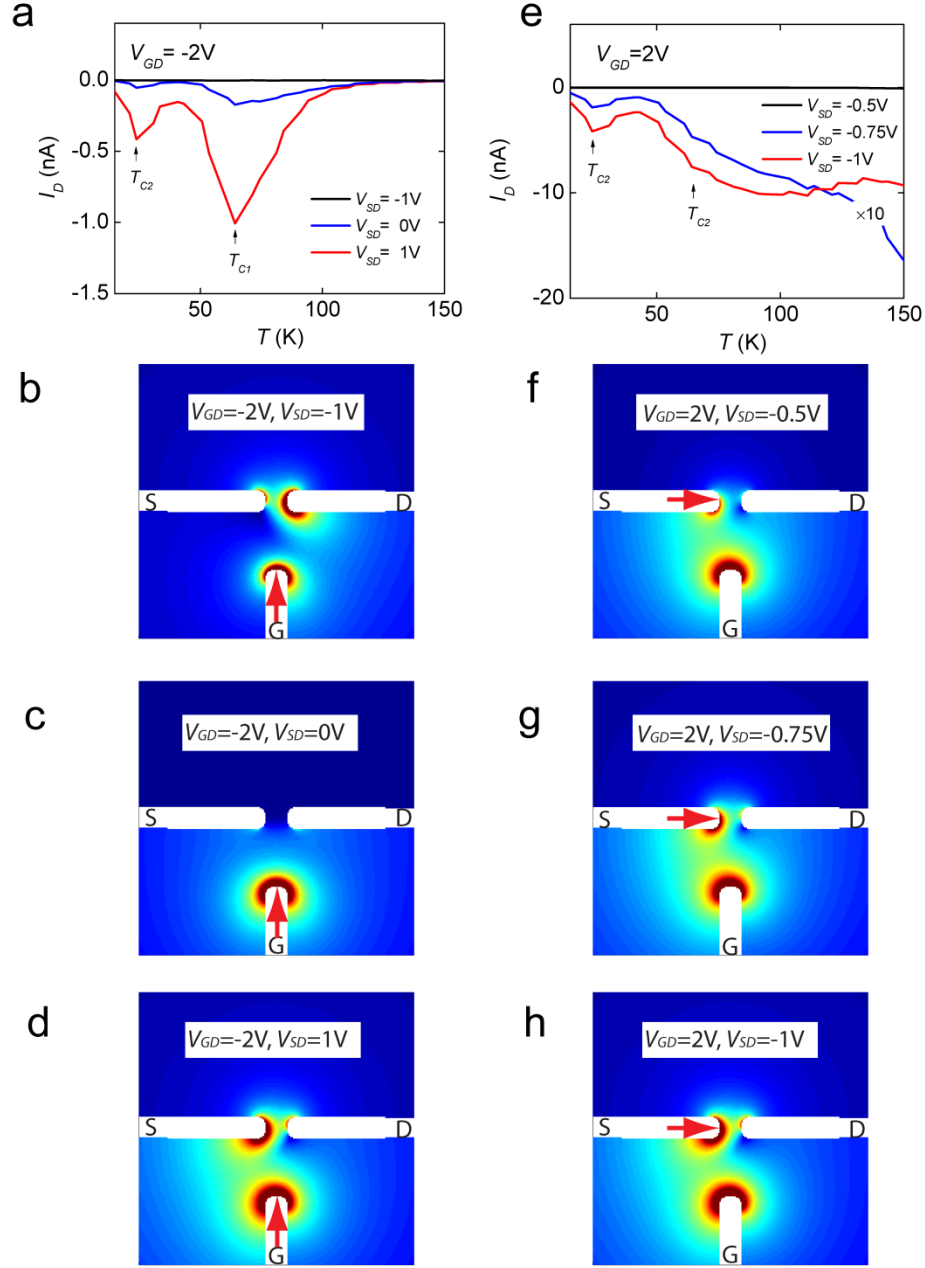 a
V_GD= -2V
0.0
-0.5
-1.0
-1.5
I_D (nA)
T_C2
T_C1
V_SD= -1V
V_SD= 0V
V_SD= 1V
50
100
150
T (K)
e
V_GD=2V
0
-10
-20
I_D (nA)
V_SD= -0.5V
V_SD= -0.75V
V_SD= -1V
T_C2
T_C2
×10
50
100
150
T (K)
b
V_GD=-2V, V_SD=-1V
S
D
G
f
V_GD=2V, V_SD=-0.5V
S
D
G
c
V_GD=-2V, V_SD=0V
S
D
G
g
V_GD=2V, V_SD=-0.75V
S
D
G
d
V_GD=-2V, V_SD=1V
S
D
G
h
V_GD=2V, V_SD=-1V
S
D
G